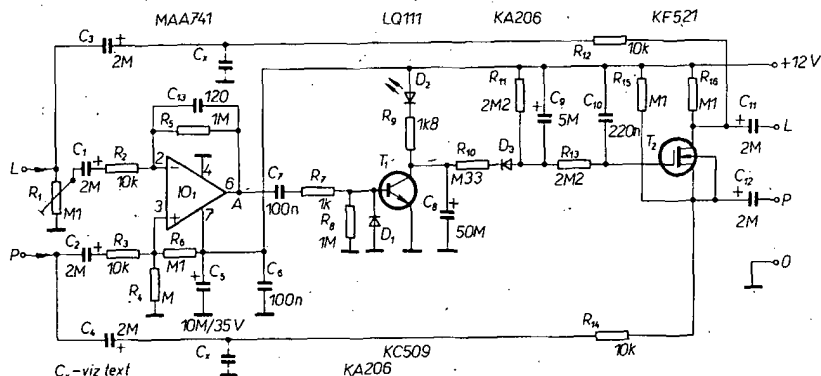 MAA741 LQ111 KA206 KF521
C₃ + 2M Cₓ R₁₂ 10k
+12V
C₁₃ 120 R₅ 1M
D₂ R₉ 1k8
R₁₁ 2M2 + C₉ 5M C₁₀ 220n
R₁₅ M1 R₁₆ M1
C₁₁ + 2M L
L R₁ M1 C₁ + 2M R₂ 10k
2 − 3 + IO₁ 4 6 7 A
C₇ 100n R₇ 1k R₈ 1M D₁ T₁
R₁₀ M33 D₃ R₁₃ 2M2 T₂
C₈ + 50M
C₁₂ + 2M P
P C₂ + 2M R₃ 10k R₆ M1 R₄ M
C₅ + 10M/35V C₆ 100n
0
C₄ 2M + Cₓ R₁₄ 10k
KC509
Cₓ-viz text KA206